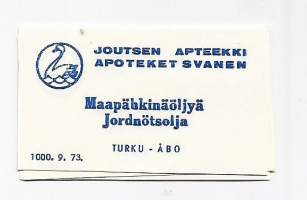 JOUTSEN APTEEKKI
APOTEKET SVANEN
Maapähkinäöljyä
Jordnötsolja
TURKU - ÅBO
1000. 9. 73.